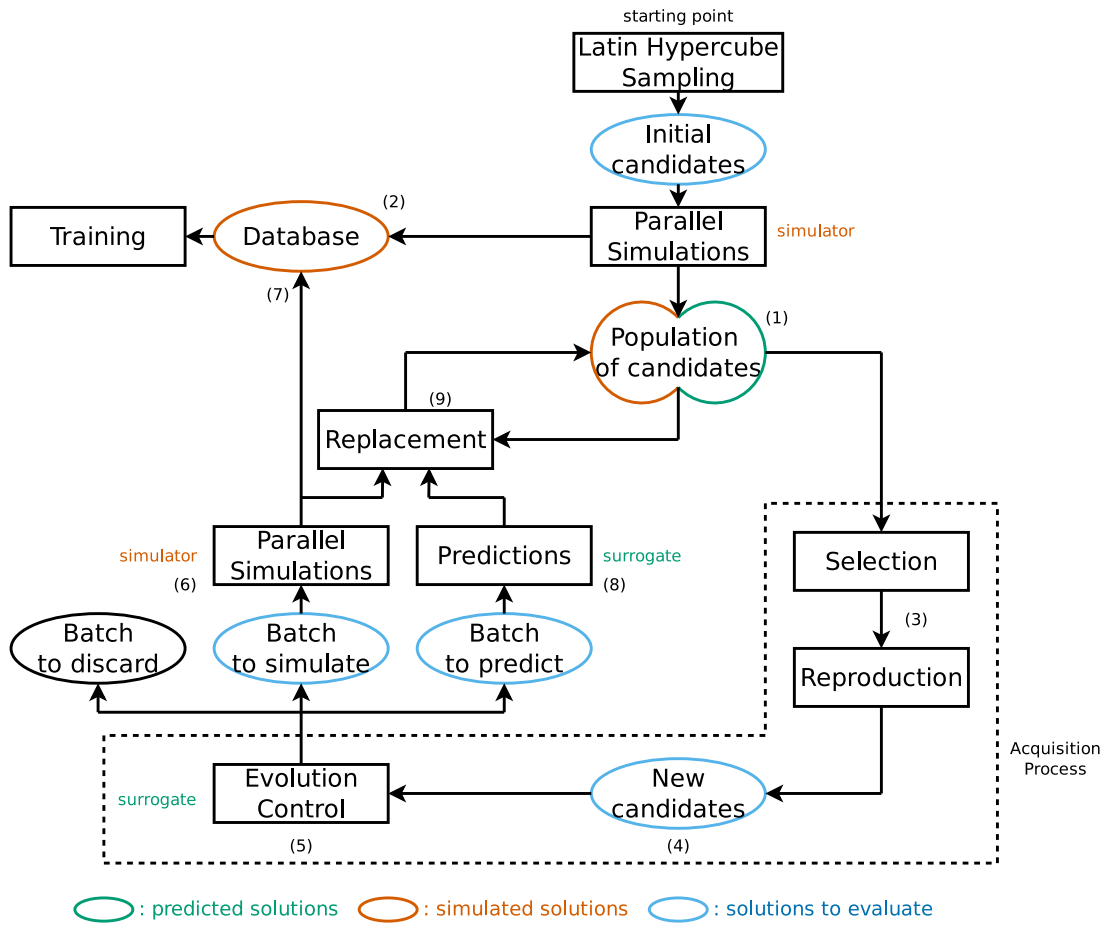 starting point
Latin Hypercube
Sampling
Initial
candidates
(2)
Training
Database
Parallel
Simulations
simulator
(7)
(1)
Population
of candidates
(9)
Replacement
simulator
(6)
Parallel
Simulations
Predictions
surrogate
(8)
Selection
(3)
Batch
to discard
Batch
to simulate
Batch
to predict
Reproduction
Acquisition
Process
surrogate
Evolution
Control
New
candidates
(5)
(4)
: predicted solutions
: simulated solutions
: solutions to evaluate